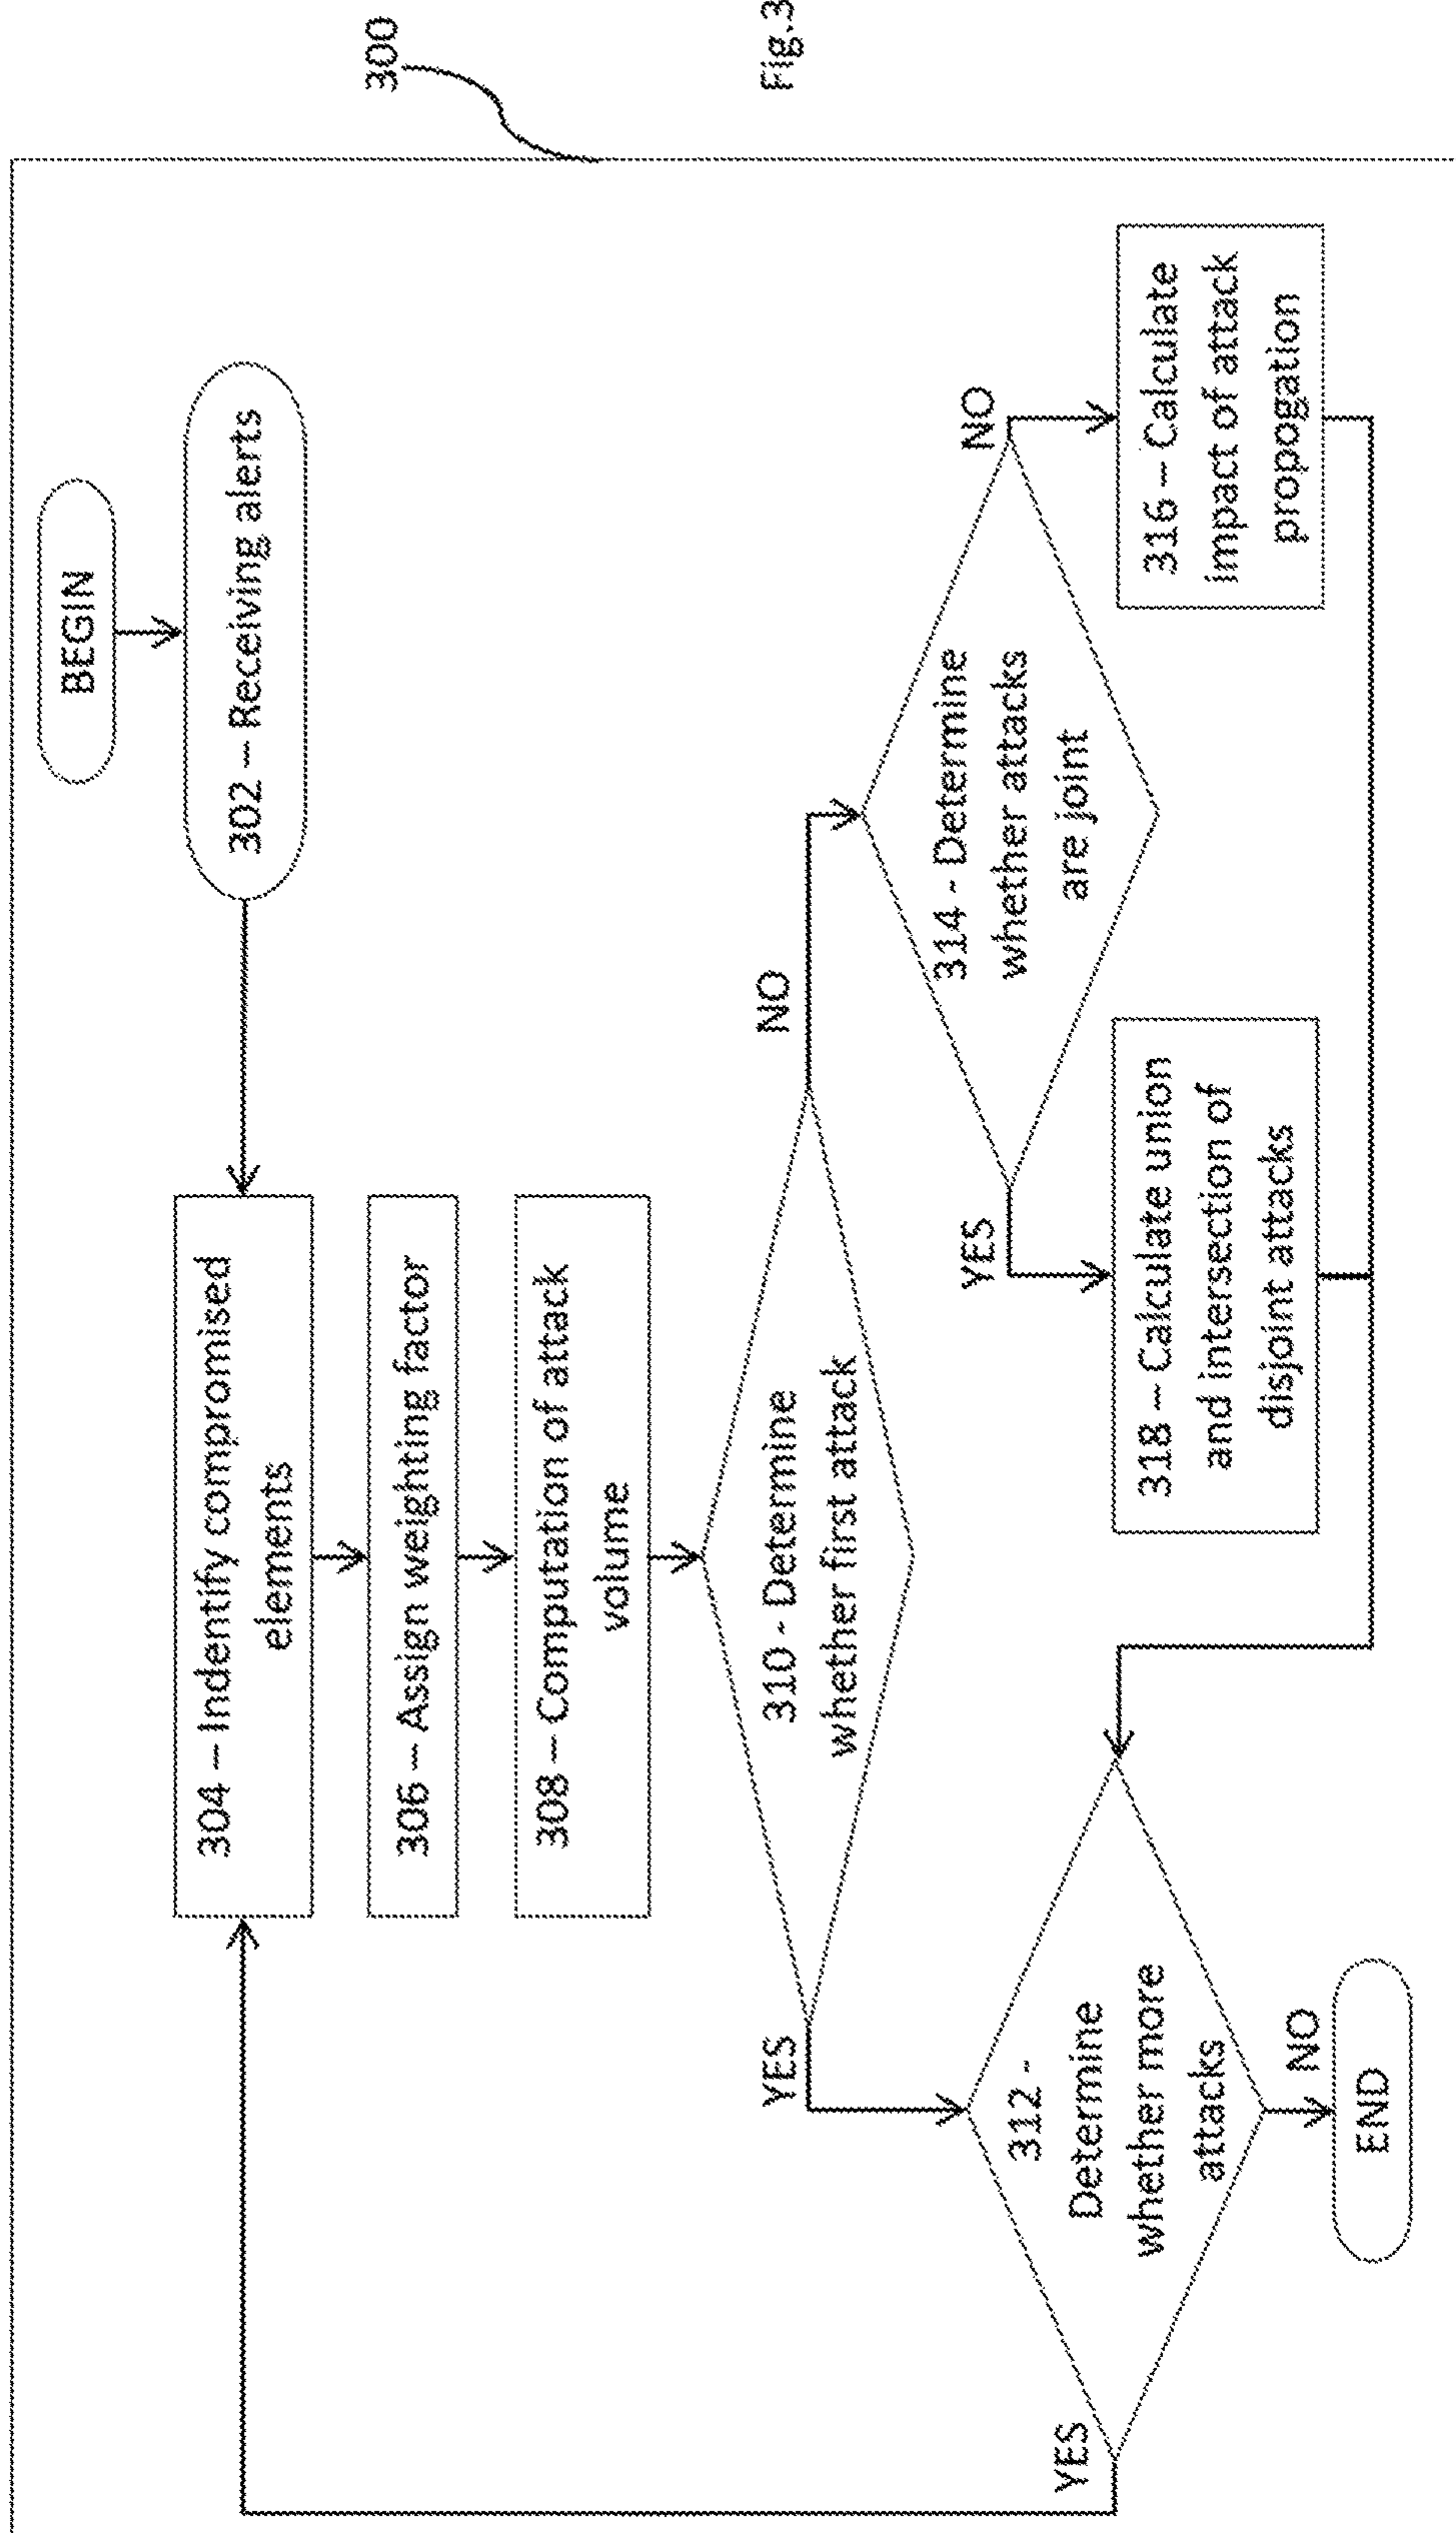 300
Fig.3
BEGIN
302 – Receiving alerts
304 – Indentify compromised
elements
306 – Assign weighting factor
308 – Computation of attack
volume
310 - Determine
whether first attack
YES
NO
312 -
Determine
whether more
attacks
YES
NO
END
314 - Determine
whether attacks
are joint
YES
NO
318 – Calculate union
and intersection of
disjoint attacks
316 – Calculate
impact of attack
propogation